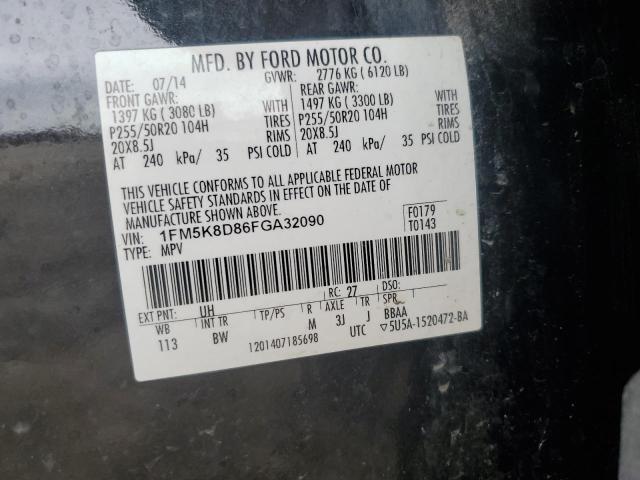 MFD. BY FORD MOTOR CO.
DATE: 07/14 GVWR: 2776 KG ( 6120 LB)
FRONT GAWR: REAR GAWR:
1397 KG ( 3080 LB) 1497 KG ( 3300 LB)
P255/50R20 104H TIRES P255/50R20 104H TIRES
20X8.5J RIMS 20X8.5J RIMS
AT 240 kPa/ 35 PSI COLD AT 240 kPa/ 35 PSI COLD
THIS VEHICLE CONFORMS TO ALL APPLICABLE FEDERAL MOTOR
VEHICLE SAFETY STANDARDS IN EFFECT ON THE DATE OF
MANUFACTURE SHOWN ABOVE.
VIN: 1FM5K8D86FGA32090 F0179
TYPE: MPV T0143
EXT PNT: UH RC: 27 DSO:
WB INT TR TP/PS R AXLE TR SPR
113 BW M 3J J BBAA
1201407185698 UTC ▽5U5A-1520472-BA